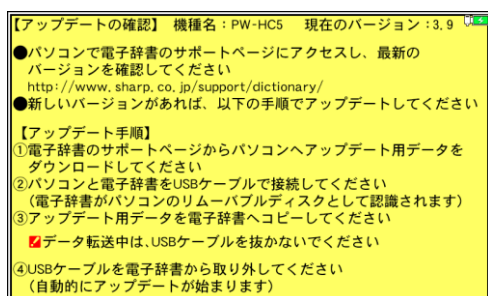 【アップデートの確認】 機種名：PW-HC5 現在のバージョン：3.9
●パソコンで電子辞書のサポートページにアクセスし、最新の
バージョンを確認してください
http://www.sharp.co.jp/support/dictionary/
●新しいバージョンがあれば、以下の手順でアップデートしてください
【アップデート手順】
①電子辞書のサポートページからパソコンへアップデート用データを
ダウンロードしてください
②パソコンと電子辞書をUSBケーブルで接続してください
（電子辞書がパソコンのリムーバブルディスクとして認識されます）
③アップデート用データを電子辞書へコピーしてください
データ転送中は、USBケーブルを抜かないでください
④USBケーブルを電子辞書から取り外してください
（自動的にアップデートが始まります）